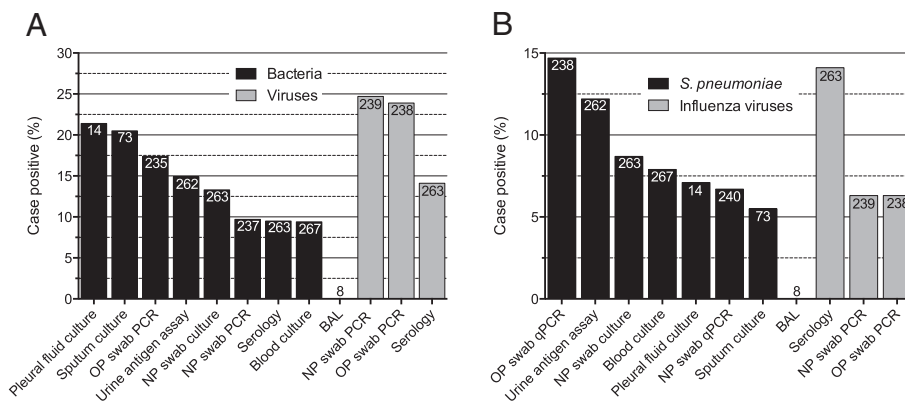 A
Case positive (%)
30
25
20
15
10
5
0
Bacteria
Viruses
14
73
235
262
263
237
263
267
8
239
238
263
Pleural fluid culture
Sputum culture
OP swab PCR
Urine antigen assay
NP swab culture
NP swab PCR
Serology
Blood culture
BAL
NP swab PCR
OP swab PCR
Serology
B
Case positive (%)
15
10
5
0
S. pneumoniae
Influenza viruses
238
262
263
267
14
240
73
8
263
239
238
OP swab qPCR
Urine antigen assay
NP swab culture
Blood culture
Pleural fluid culture
NP swab qPCR
Sputum culture
BAL
Serology
NP swab PCR
OP swab PCR